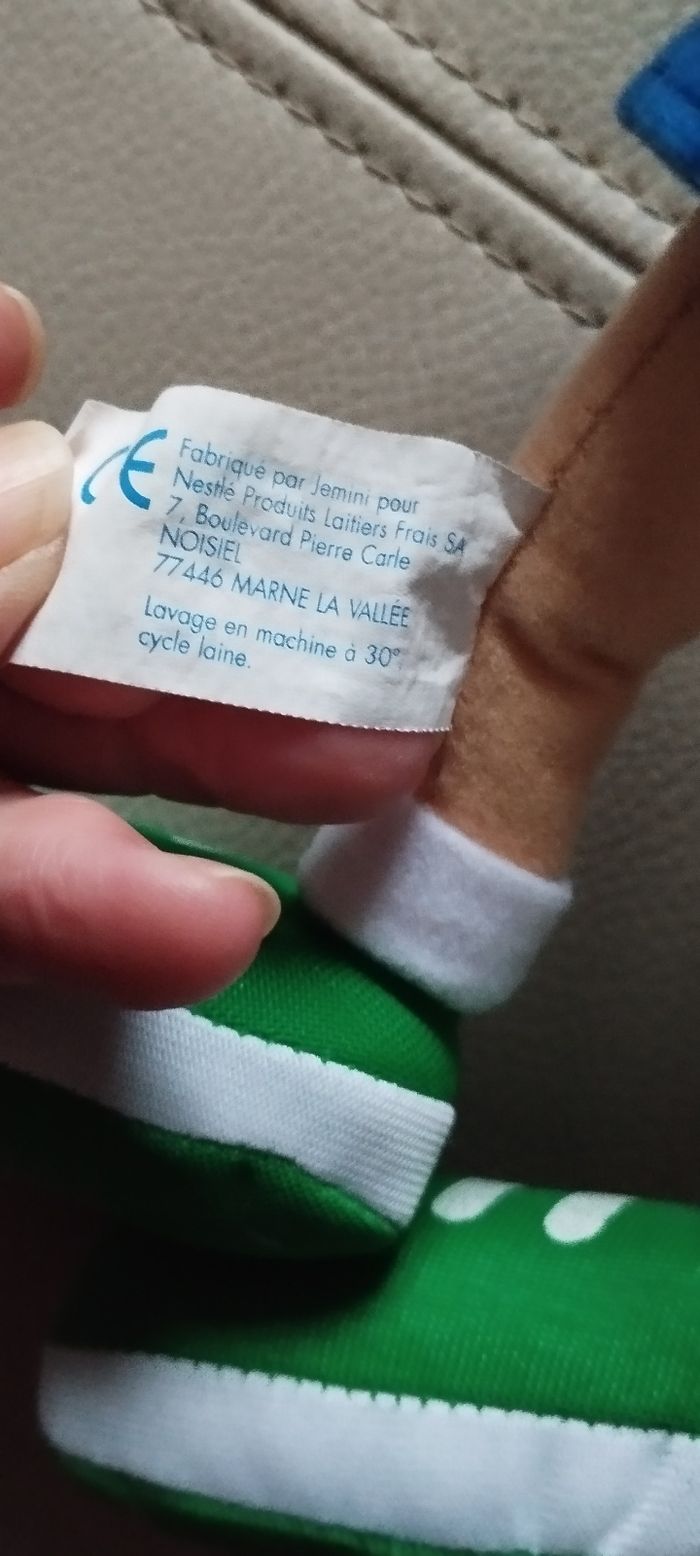 CE
Fabriqué par Jemini pour
Nestlé Produits Laitiers Frais SA
7, Boulevard Pierre Carle
NOISIEL
77446 MARNE LA VALLÉE
Lavage en machine à 30°,
cycle laine.